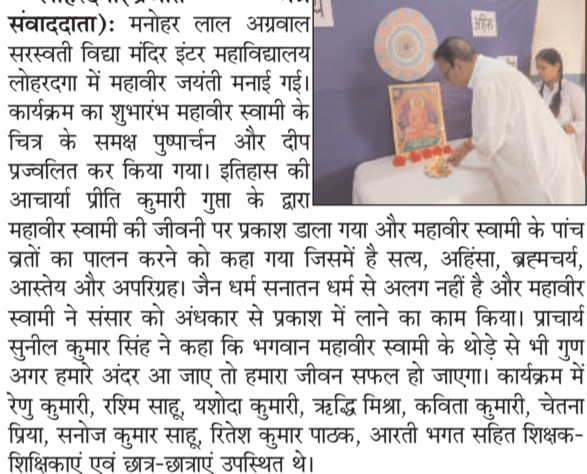 संवाददाता): मनोहर लाल अग्रवाल
सरस्वती विद्या मंदिर इंटर महाविद्यालय
लोहरदगा में महावीर जयंती मनाई गई।
कार्यक्रम का शुभारंभ महावीर स्वामी के
चित्र के समक्ष पुष्पार्चन और दीप
प्रज्वलित कर किया गया। इतिहास की
आचार्या प्रीति कुमारी गुप्ता के द्वारा
महावीर स्वामी की जीवनी पर प्रकाश डाला गया और महावीर स्वामी के पांच
व्रतों का पालन करने को कहा गया जिसमें है सत्य, अहिंसा, ब्रह्मचर्य,
आस्तेय और अपरिग्रह। जैन धर्म सनातन धर्म से अलग नहीं है और महावीर
स्वामी ने संसार को अंधकार से प्रकाश में लाने का काम किया। प्राचार्य
सुनील कुमार सिंह ने कहा कि भगवान महावीर स्वामी के थोड़े से भी गुण
अगर हमारे अंदर आ जाए तो हमारा जीवन सफल हो जाएगा। कार्यक्रम में
रेणु कुमारी, रश्मि साहू, यशोदा कुमारी, ऋद्धि मिश्रा, कविता कुमारी, चेतना
प्रिया, सनोज कुमार साहू, रितेश कुमार पाठक, आरती भगत सहित शिक्षक-
शिक्षिकाएं एवं छात्र-छात्राएं उपस्थित थे।
अहिंसा